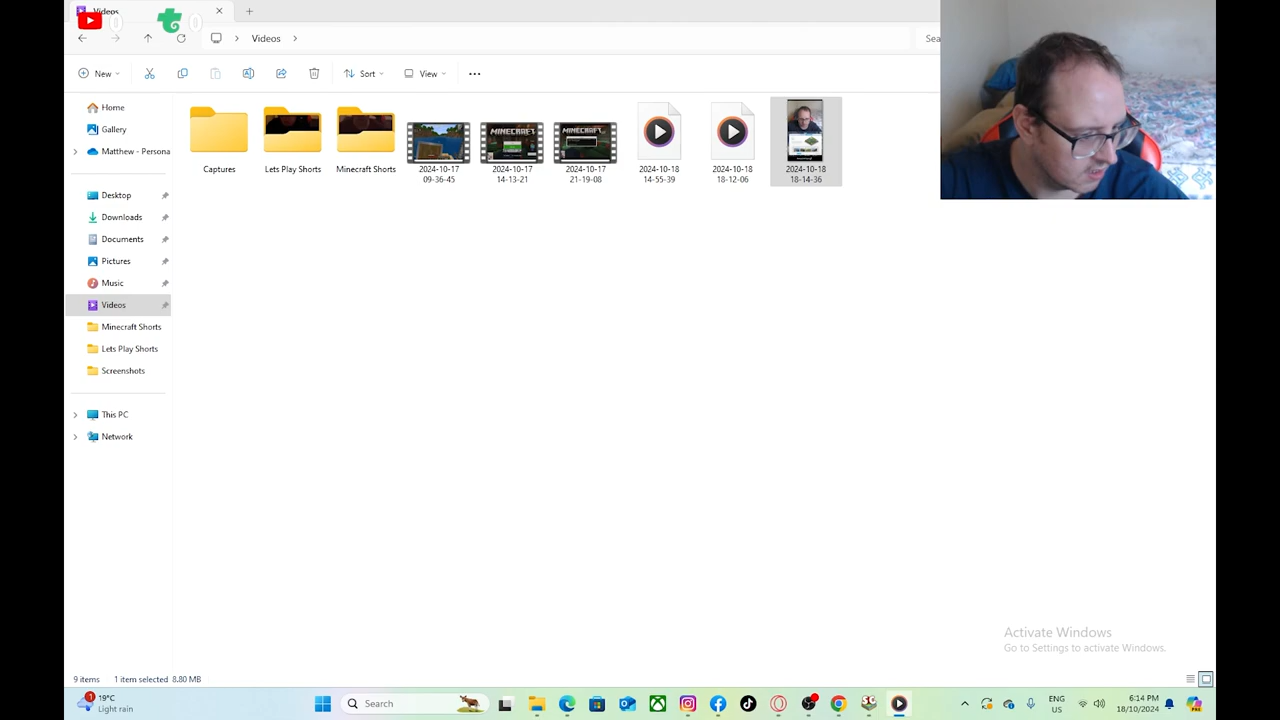 Videos
0
0
Videos
Sea
New
Sort
View
Home
Gallery
Matthew - Persona
Desktop
Downloads
Documents
Pictures
Music
Videos
Minecraft Shorts
Lets Play Shorts
Screenshots
This PC
Network
Captures
Lets Play Shorts
Minecraft Shorts
2024-10-17
09-36-45
MINECRAFT
2024-10-17
14-13-21
MINECRAFT
2024-10-17
21-19-08
2024-10-18
14-55-39
2024-10-18
18-12-06
2024-10-18
18-14-36
Activate Windows
Go to Settings to activate Windows.
9 items
1 item selected 8.80 MB
1
19°C
Light rain
Search
ENG
US
6:14 PM
18/10/2024
PRE